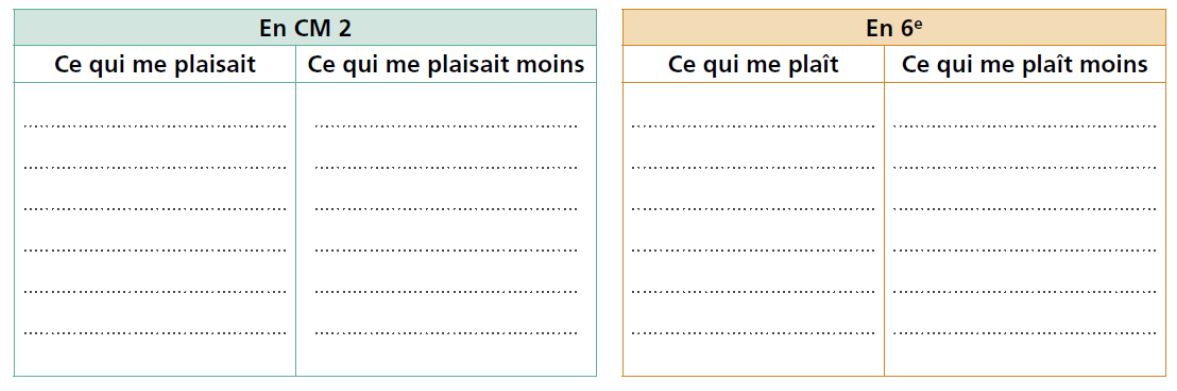 En CM 2
Ce qui me plaisait
Ce qui me plaisait moins
En 6e
Ce qui me plaît
Ce qui me plaît moins